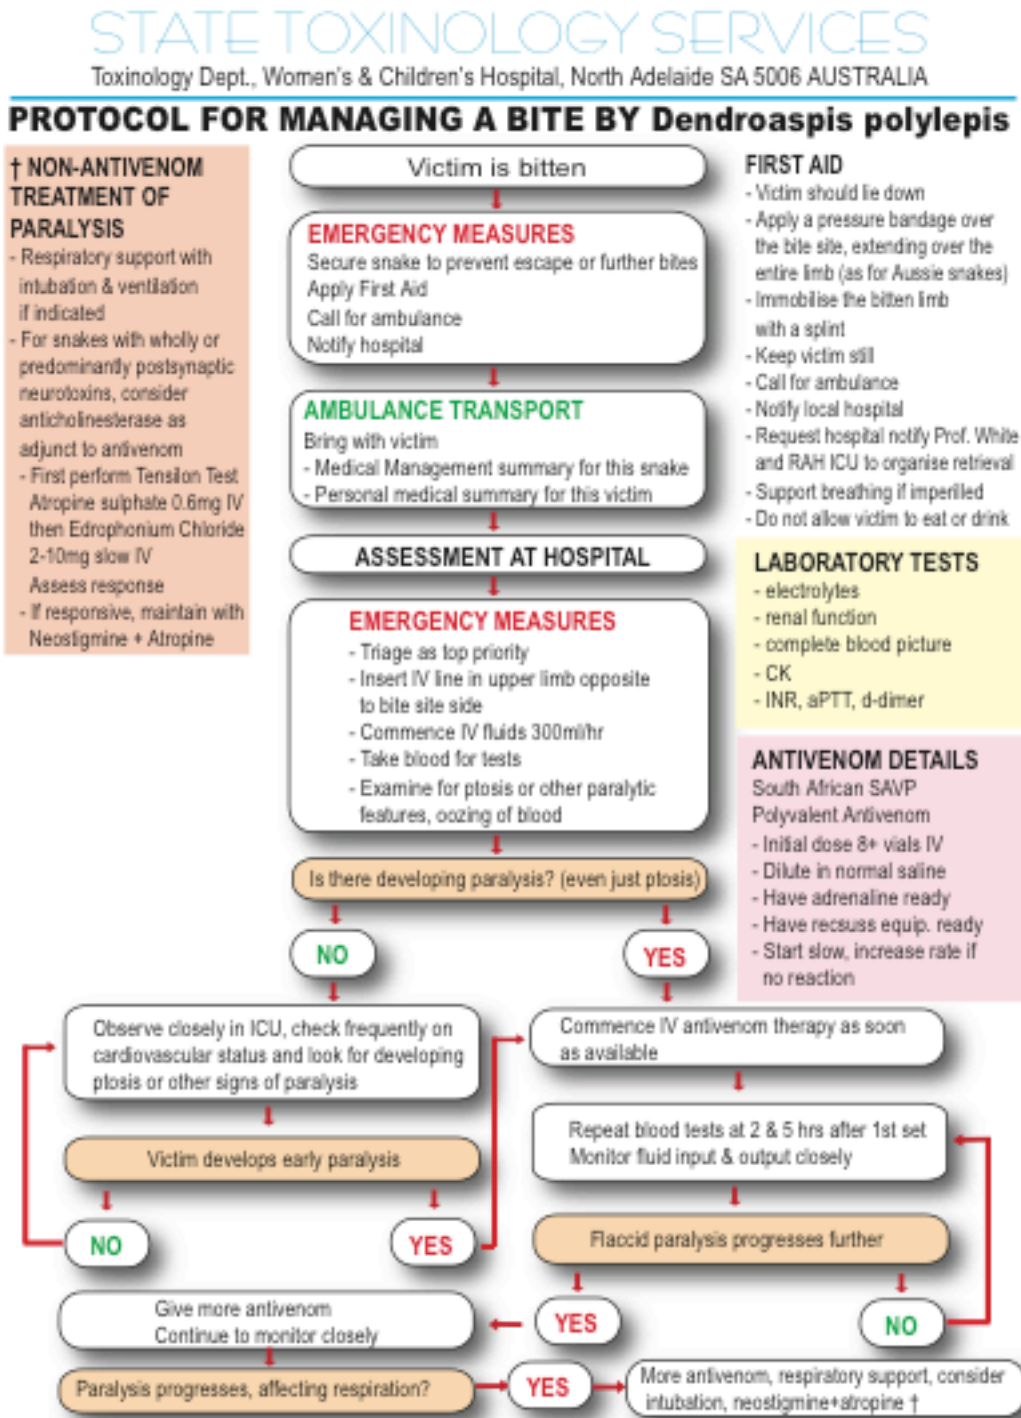 STATE TOXINOLOGY SERVICES
Toxinology Dept., Women's & Children's Hospital, North Adelaide SA 5006 AUSTRALIA
PROTOCOL FOR MANAGING A BITE BY Dendroaspis polylepis
† NON-ANTIVENOM
TREATMENT OF
PARALYSIS
- Respiratory support with
intubation & ventilation
if indicated
- For snakes with wholly or
predominantly postsynaptic
neurotoxins, consider
anticholinesterase as
adjunct to antivenom
- First perform Tensilon Test
Atropine sulphate 0.6mg IV
then Edrophonium Chloride
2-10mg slow IV
Assess response
- If responsive, maintain with
Neostigmine + Atropine
Victim is bitten
EMERGENCY MEASURES
Secure snake to prevent escape or further bites
Apply First Aid
Call for ambulance
Notify hospital
AMBULANCE TRANSPORT
Bring with victim
- Medical Management summary for this snake
- Personal medical summary for this victim
ASSESSMENT AT HOSPITAL
EMERGENCY MEASURES
- Triage as top priority
- Insert IV line in upper limb opposite
to bite site side
- Commence IV fluids 300ml/hr
- Take blood for tests
- Examine for ptosis or other paralytic
features, oozing of blood
FIRST AID
- Victim should lie down
- Apply a pressure bandage over
the bite site, extending over the
entire limb (as for Aussie snakes)
- Immobilise the bitten limb
with a splint
- Keep victim still
- Call for ambulance
- Notify local hospital
- Request hospital notify Prof. White
and RAH ICU to organise retrieval
- Support breathing if imperilled
- Do not allow victim to eat or drink
LABORATORY TESTS
- electrolytes
- renal function
- complete blood picture
- CK
- INR, aPTT, d-dimer
ANTIVENOM DETAILS
South African SAVP
Polyvalent Antivenom
- Initial dose 8+ vials IV
- Dilute in normal saline
- Have adrenaline ready
- Have recsuss equip. ready
- Start slow, increase rate if
no reaction
Is there developing paralysis? (even just ptosis)
NO
YES
Observe closely in ICU, check frequently on
cardiovascular status and look for developing
ptosis or other signs of paralysis
Commence IV antivenom therapy as soon
as available
Victim develops early paralysis
NO
YES
Repeat blood tests at 2 & 5 hrs after 1st set
Monitor fluid input & output closely
Flaccid paralysis progresses further
YES
NO
Give more antivenom
Continue to monitor closely
Paralysis progresses, affecting respiration?
YES
More antivenom, respiratory support, consider
intubation, neostigmine+atropine †